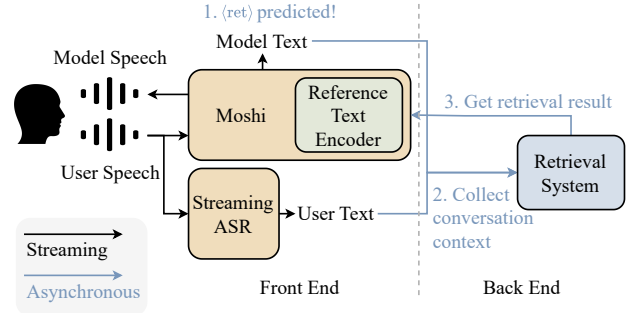 1. ⟨ret⟩ predicted!
Model Text
Model Speech
Moshi
Reference
Text
Encoder
3. Get retrieval result
User Speech
Retrieval
System
Streaming
ASR
User Text
2. Collect
conversation
context
Streaming
Asynchronous
Front End
Back End